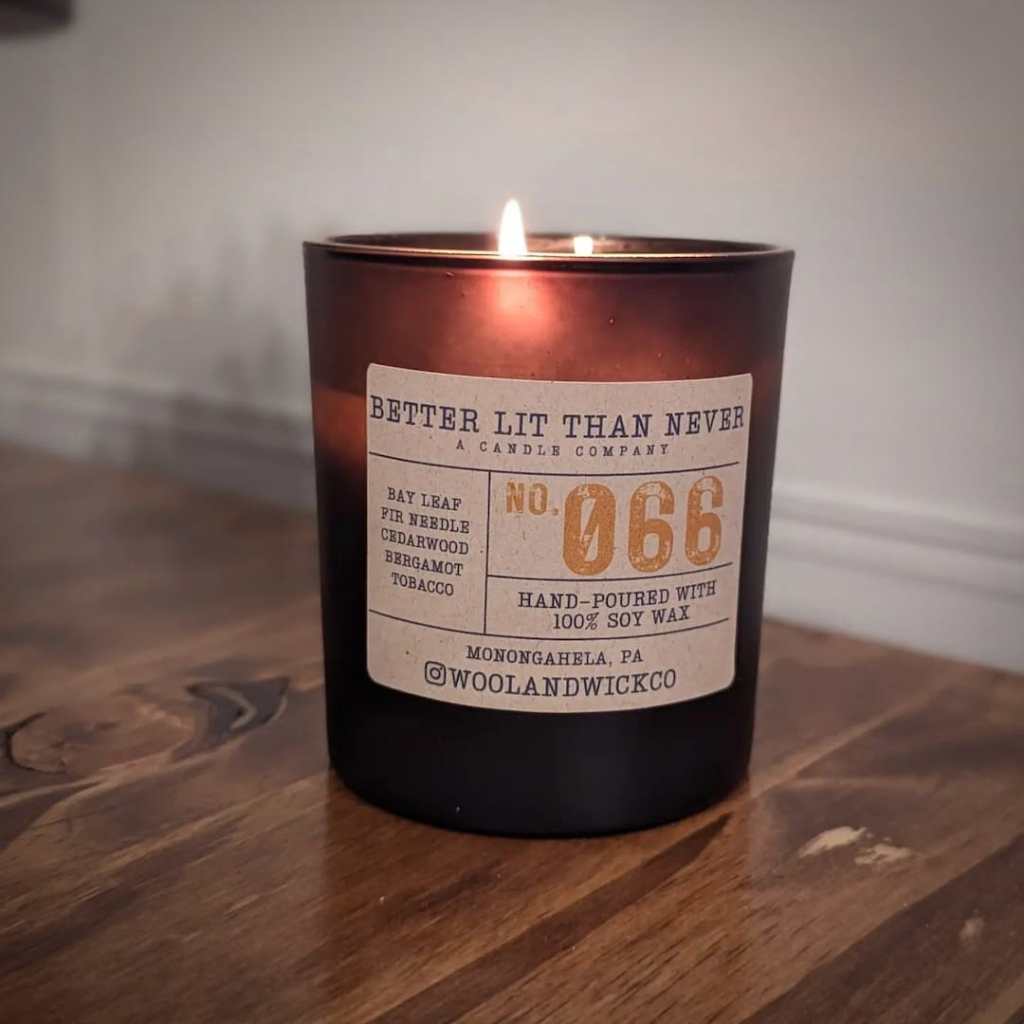 BETTER LIT THAN NEVER
A CANDLE COMPANY
BAY LEAF
FIR NEEDLE
CEDARWOOD
BERGAMOT
TOBACCO
NO. 066
HAND-POURED WITH
100% SOY WAX
MONONGAHELA, PA
WOOLANDWICKCO